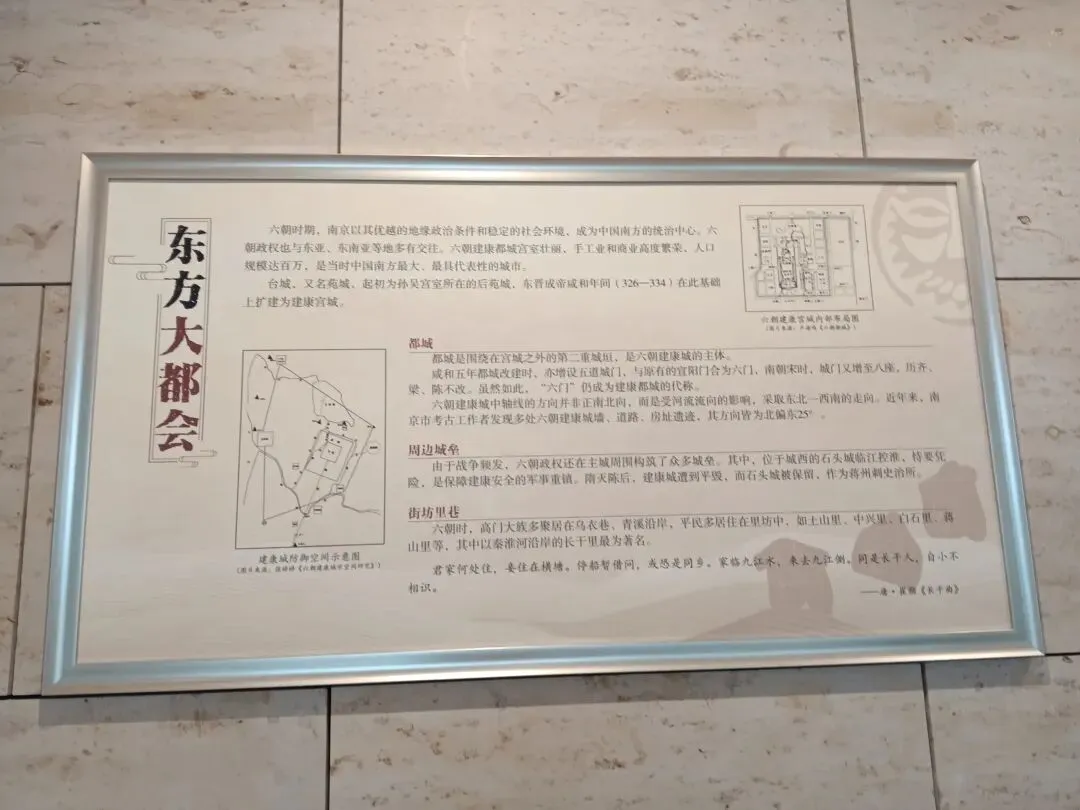 东方大都会
六朝时期，南京以其优越的地缘政治条件和稳定的社会环境，成为中国南方的统治中心。六
朝政权也与东亚、东南亚等地多有交往。六朝建康都城宫室壮丽，手工业和商业高度繁荣，人口
规模达百万，是当时中国南方最大、最具代表性的城市。
台城，又名苑城，起初为孙吴宫室所在的后苑城，东晋成帝咸和年间（326—334）在此基础
上扩建为建康宫城。
六朝建康宫城内部布局图
建康城防御空间示意图
都城
都城是围绕在宫城之外的第二重城垣，是六朝建康城的主体。
咸和五年都城改建时，亦增设五道城门，与原有的宣阳门合为六门，南朝宋时，城门又增至八座，历齐、
梁、陈不改。虽然如此，“六门”仍成为建康都城的代称。
六朝建康城中轴线的方向并非正南北向，而是受河流流向的影响，采取东北—西南的走向。近年来，南
京市考古工作者发现多处六朝建康城墙、道路、房址遗迹，其方向皆为北偏东25°。
周边城垒
由于战争频发，六朝政权还在主城周围构筑了众多城垒。其中，位于城西的石头城临江控淮，恃要凭
险，是保障建康安全的军事重镇。隋灭陈后，建康城遭到平毁，而石头城被保留，作为蒋州刺史治所。
街坊里巷
六朝时，高门大族多聚居在乌衣巷、青溪沿岸，平民多居住在里坊中，如土山里、中兴里、白石里、蒋
山里等，其中以秦淮河沿岸的长干里最为著名。
君家何处住，妾住在横塘。停船暂借问，或恐是同乡。家临九江水，来去九江侧。同是长干人，自小不
相识。
——唐·崔颢《长干曲》